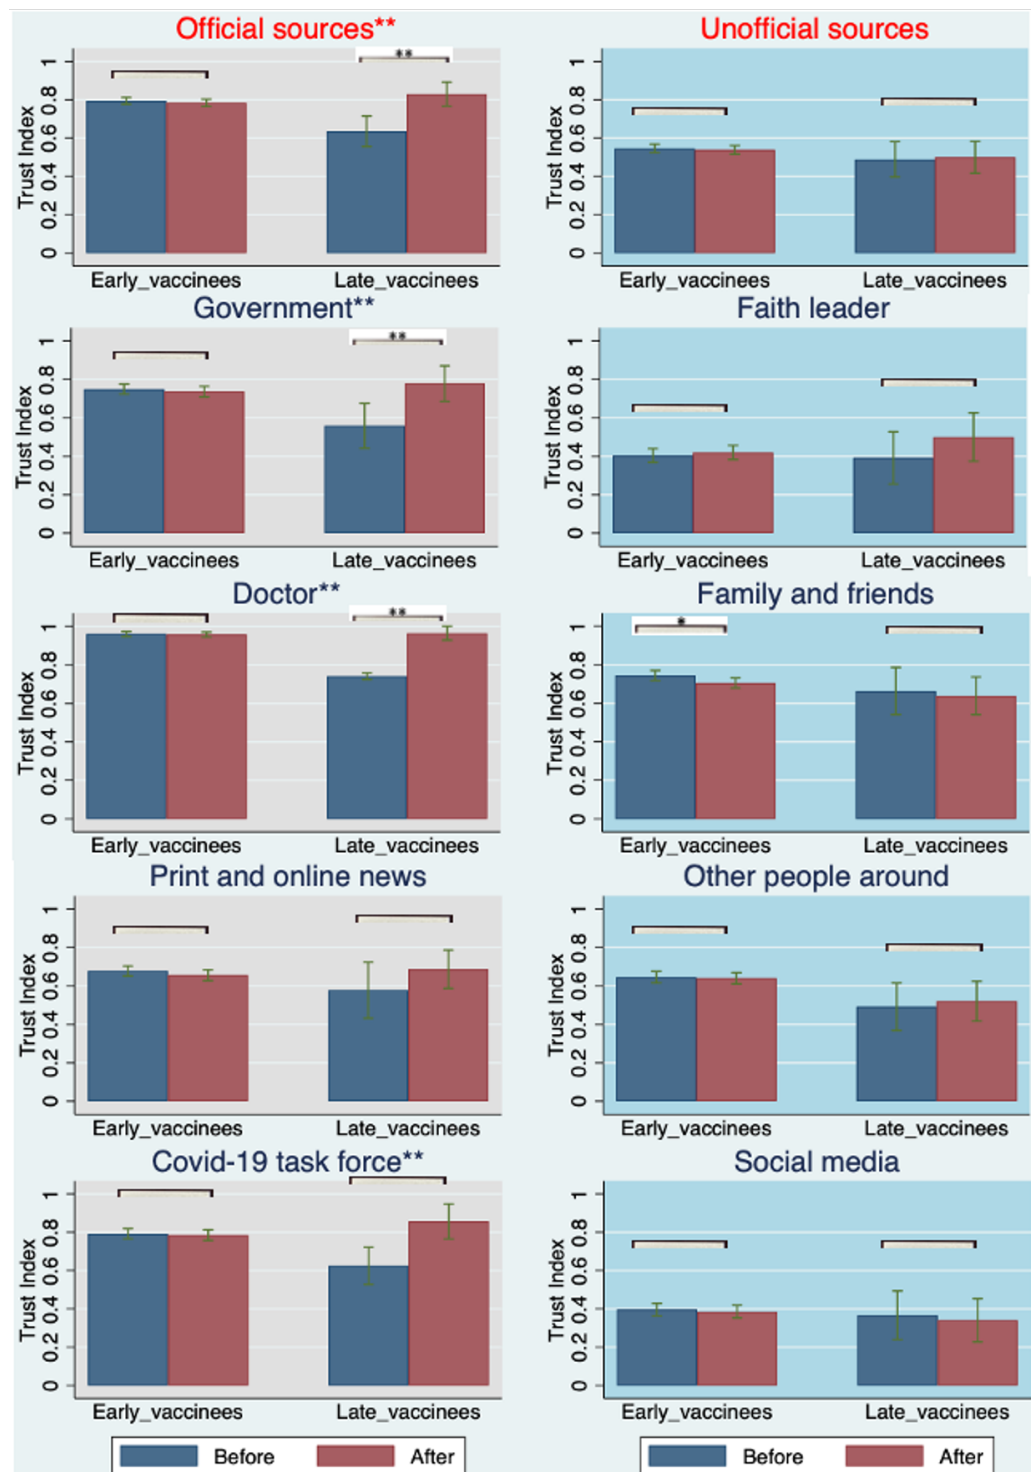 Official sources**
Trust Index
0 0.2 0.4 0.6 0.8 1
**
Early_vaccinees Late_vaccinees
Unofficial sources
Trust Index
0 0.2 0.4 0.6 0.8 1
Early_vaccinees Late_vaccinees
Government**
Trust Index
0 0.2 0.4 0.6 0.8 1
**
Early_vaccinees Late_vaccinees
Faith leader
Trust Index
0 0.2 0.4 0.6 0.8 1
Early_vaccinees Late_vaccinees
Doctor**
Trust Index
0 0.2 0.4 0.6 0.8 1
**
Early_vaccinees Late_vaccinees
Family and friends
Trust Index
0 0.2 0.4 0.6 0.8 1
*
Early_vaccinees Late_vaccinees
Print and online news
Trust Index
0 0.2 0.4 0.6 0.8 1
Early_vaccinees Late_vaccinees
Other people around
Trust Index
0 0.2 0.4 0.6 0.8 1
Early_vaccinees Late_vaccinees
Covid-19 task force**
Trust Index
0 0.2 0.4 0.6 0.8 1
Early_vaccinees Late_vaccinees
Social media
Trust Index
0 0.2 0.4 0.6 0.8 1
Early_vaccinees Late_vaccinees
Before After
Before After